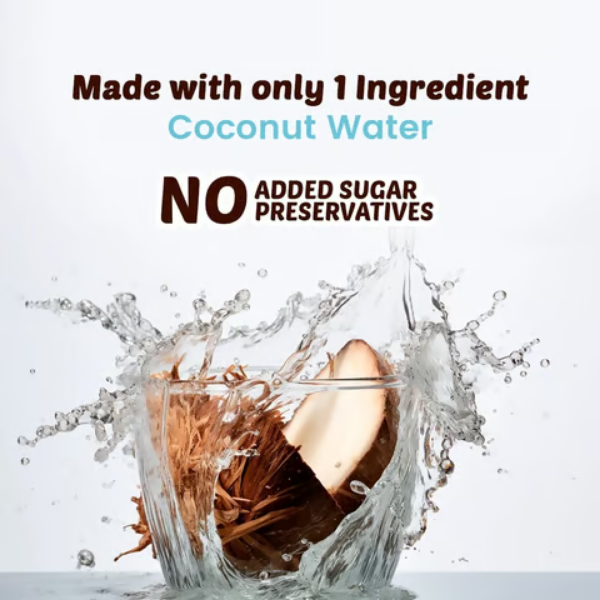 Made with only 1 Ingredient
Coconut Water
NO ADDED SUGAR
PRESERVATIVES